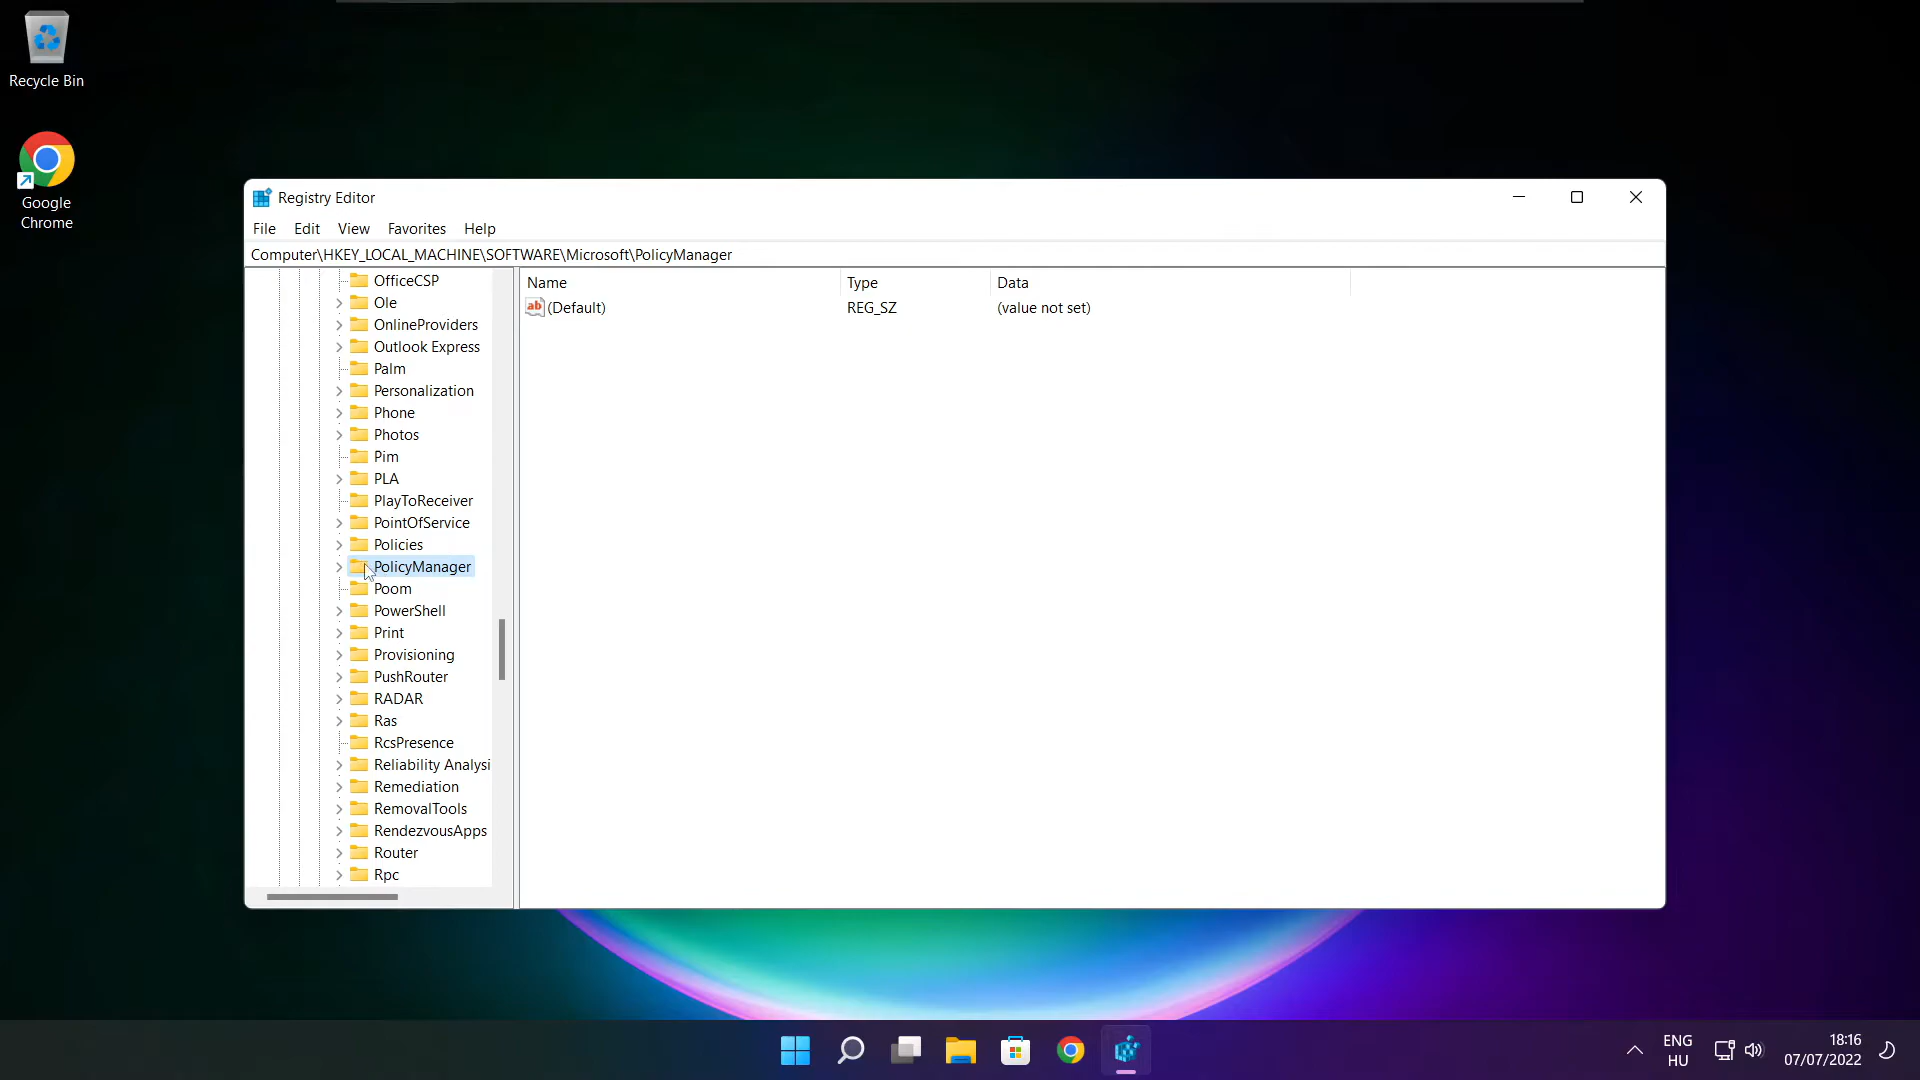 Recycle Bin
Google
Chrome
Registry Editor
File Edit View Favorites Help
Computer\HKEY_LOCAL_MACHINE\SOFTWARE\Microsoft\PolicyManager
Name Type Data
ab (Default) REG_SZ (value not set)
OfficeCSP
Ole
OnlineProviders
Outlook Express
Palm
Personalization
Phone
Photos
Pim
PLA
PlayToReceiver
PointOfService
Policies
PolicyManager
Poom
PowerShell
Print
Provisioning
PushRouter
RADAR
Ras
RcsPresence
Reliability Analysi
Remediation
RemovalTools
RendezvousApps
Router
Rpc
ENG
HU
18:16
07/07/2022